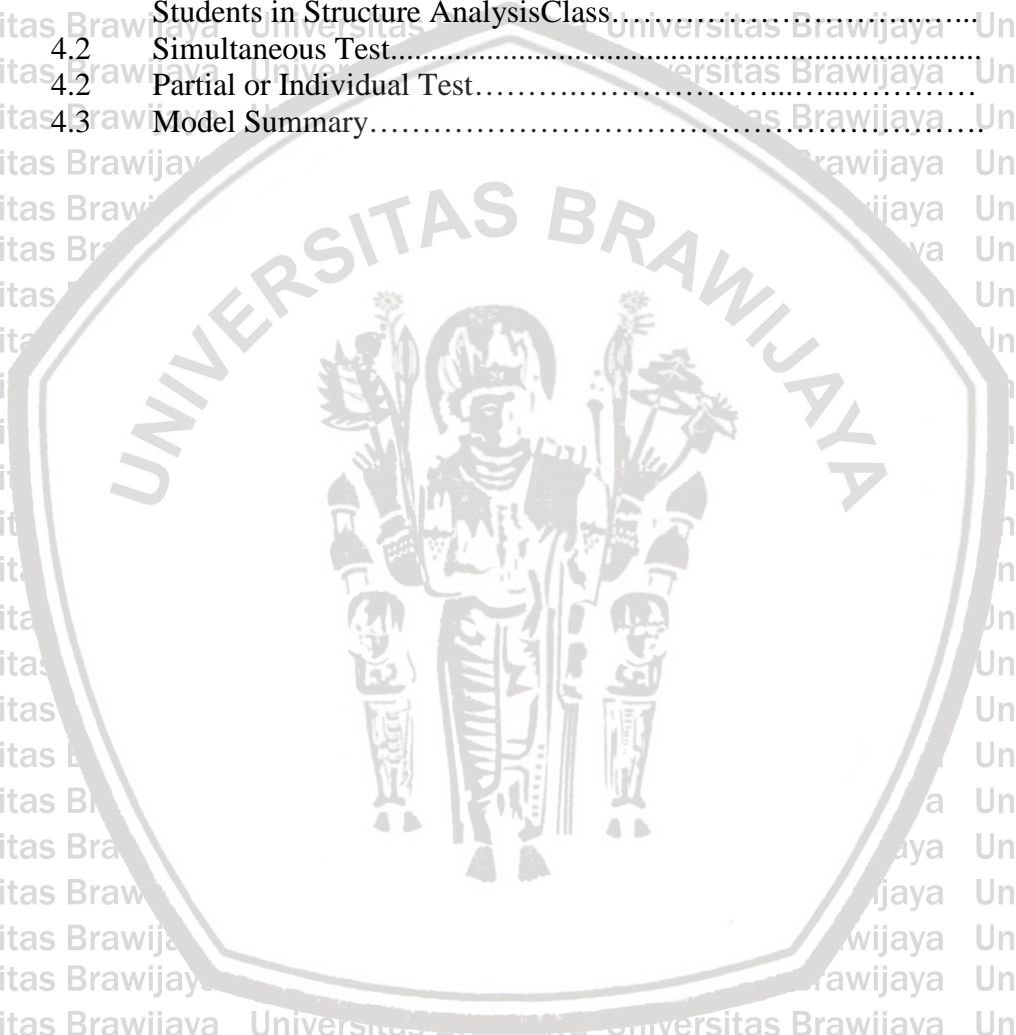 Students in Structure AnalysisClass…………………………...…...
4.2 Simultaneous Test...............................................................................
4.2 Partial or Individual Test……………………………...…...…………
4.3 Model Summary………………………………………………….
UNIVERSITAS BRAWIJAYA